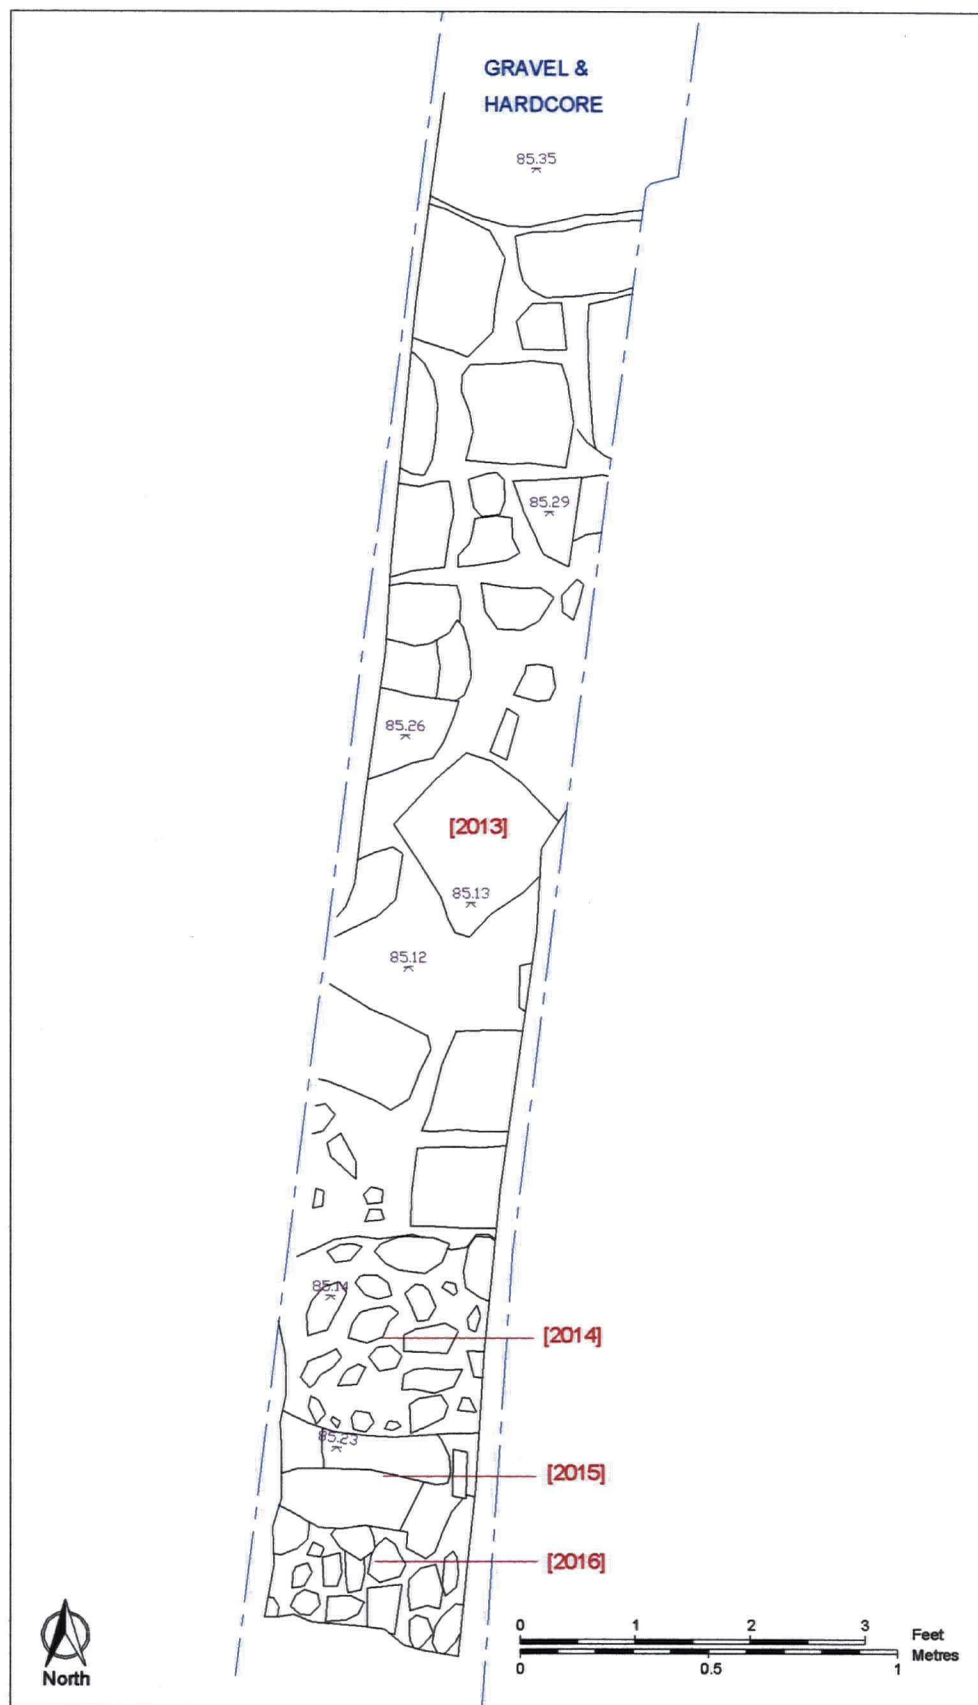 GRAVEL &
HARDCORE
85.35
85.29
85.26
[2013]
85.13
85.12
85.14
[2014]
85.23
[2015]
[2016]
North
0 1 2 3
Feet
Metres
0 0.5 1